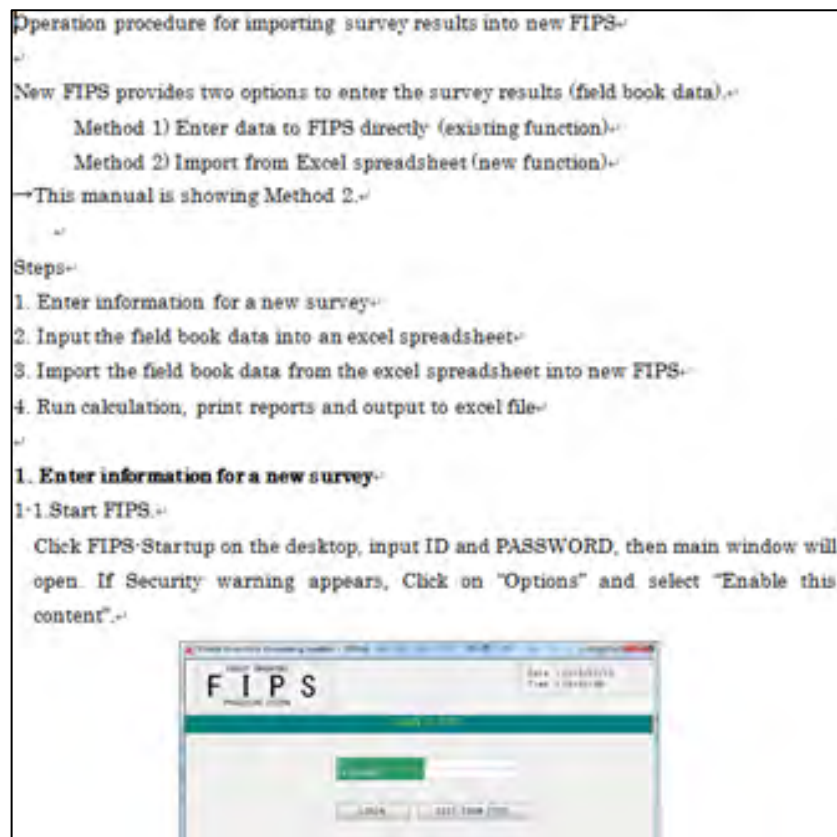 Operation procedure for importing survey results into new FIPS
New FIPS provides two options to enter the survey results (field book data).
Method 1) Enter data to FIPS directly (existing function)
Method 2) Import from Excel spreadsheet (new function)
→This manual is showing Method 2.
Steps
1. Enter information for a new survey
2. Input the field book data into an excel spreadsheet
3. Import the field book data from the excel spreadsheet into new FIPS
4. Run calculation, print reports and output to excel file
1. Enter information for a new survey
1-1.Start FIPS.
Click FIPS-Startup on the desktop, input ID and PASSWORD, then main window will
open. If Security warning appears, Click on "Options" and select "Enable this
content".
FIPS